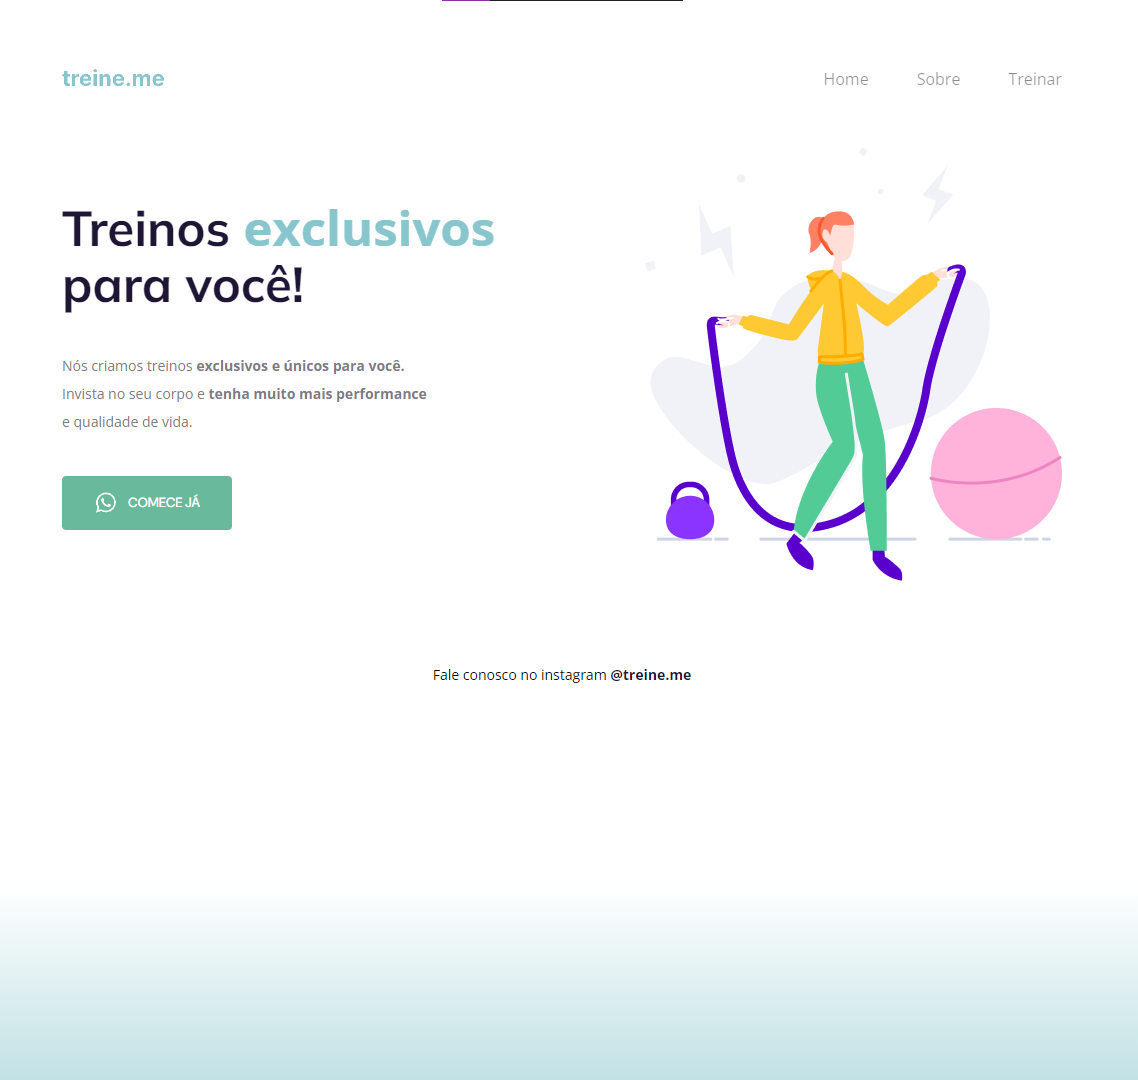 treine.me
Home Sobre Treinar
Treinos exclusivos
para você!
Nós criamos treinos exclusivos e únicos para você.
Invista no seu corpo e tenha muito mais performance
e qualidade de vida.
COMECE JÁ
Fale conosco no instagram @treine.me